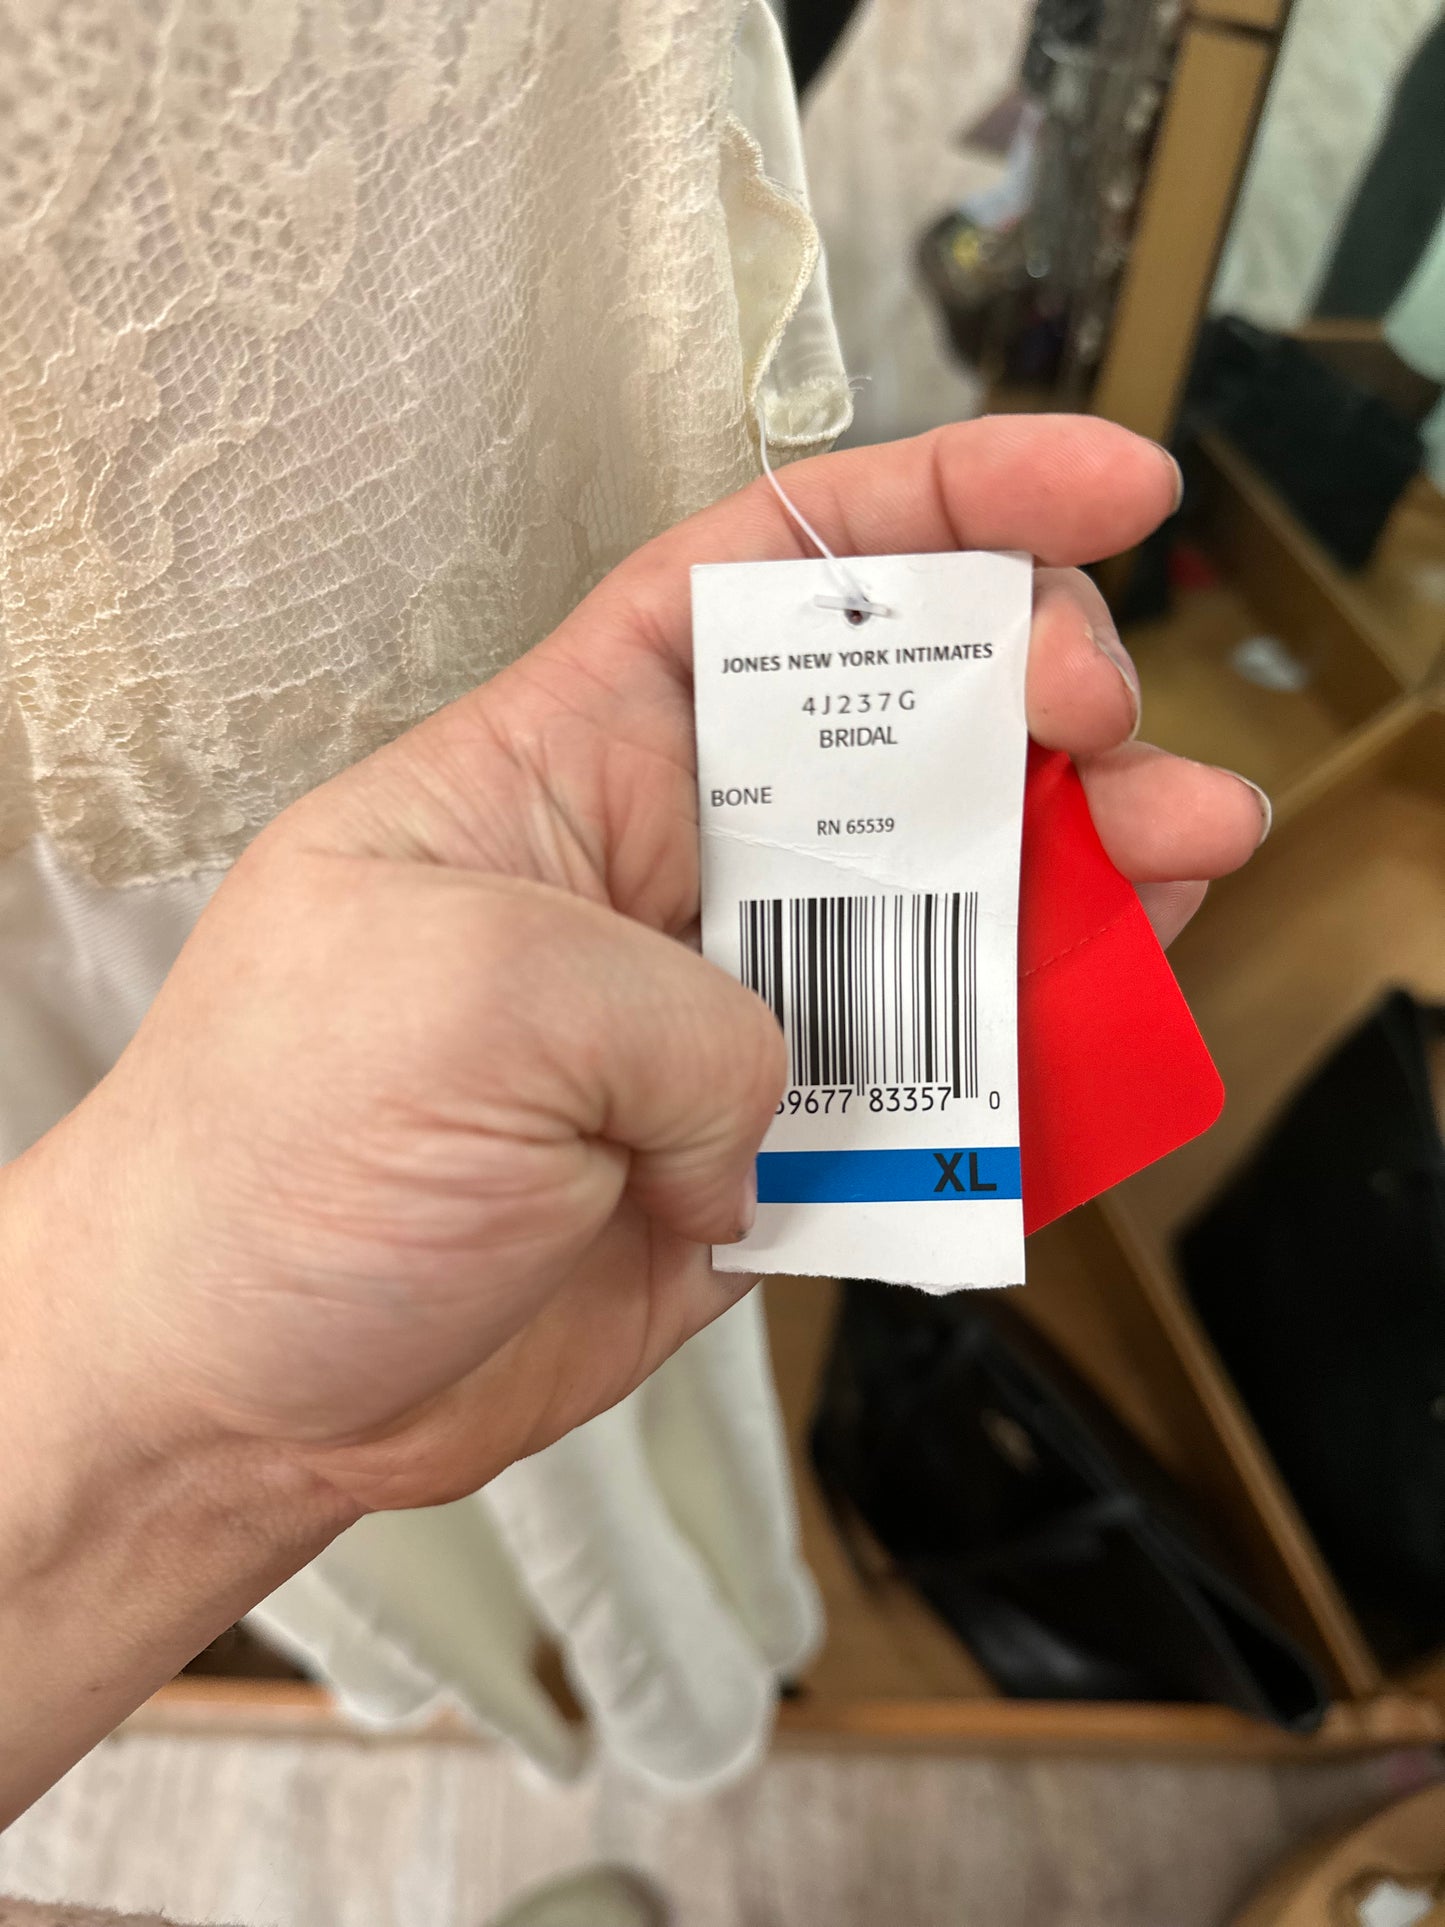 JONES NEW YORK INTIMATES
4J237G
BRIDAL
BONE
RN 65539
9677 83357 0
XL